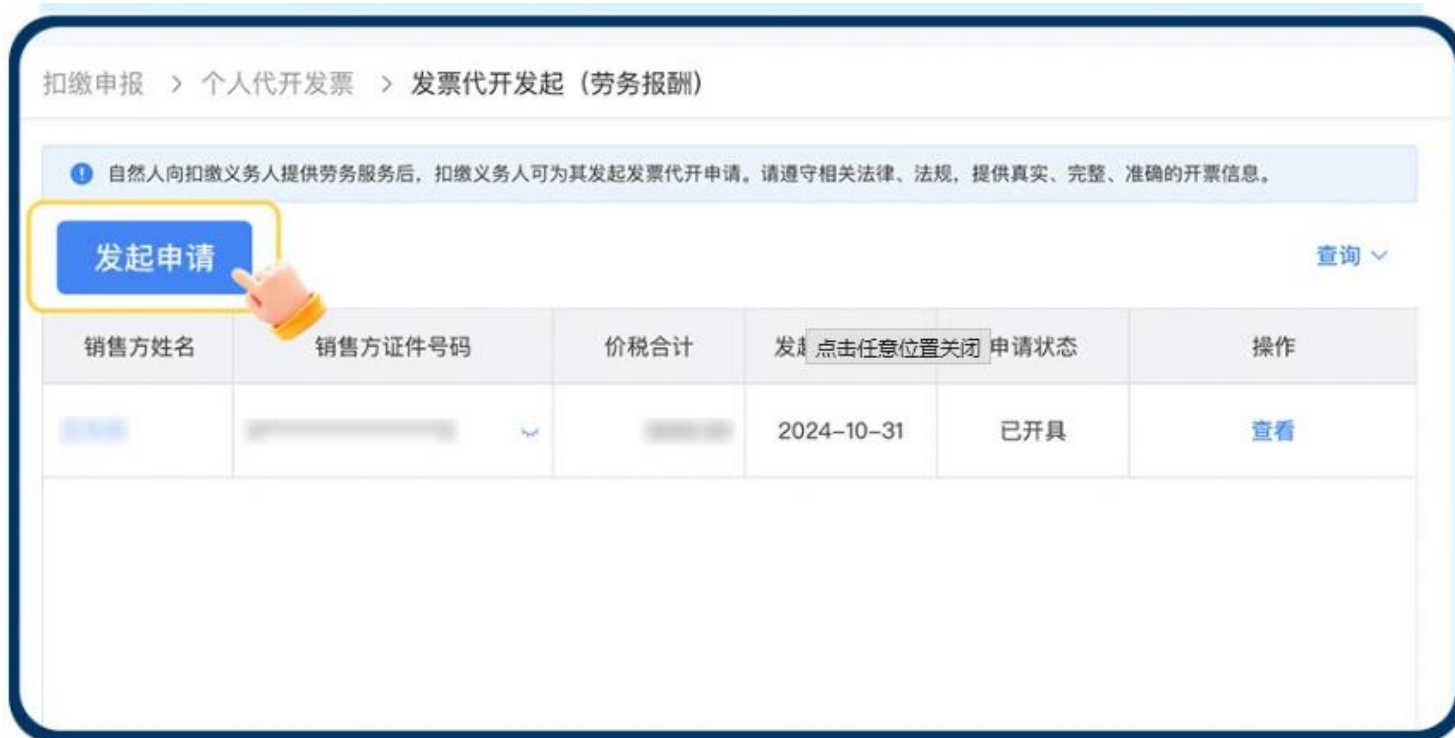 扣缴申报 > 个人代开发票 > 发票代开发起（劳务报酬）
自然人向扣缴义务人提供劳务服务后，扣缴义务人可为其发起发票代开申请。请遵守相关法律、法规，提供真实、完整、准确的开票信息。
发起申请
查询
销售方姓名 销售方证件号码 价税合计 发起 点击任意位置关闭 申请状态 操作
2024-10-31 已开具 查看